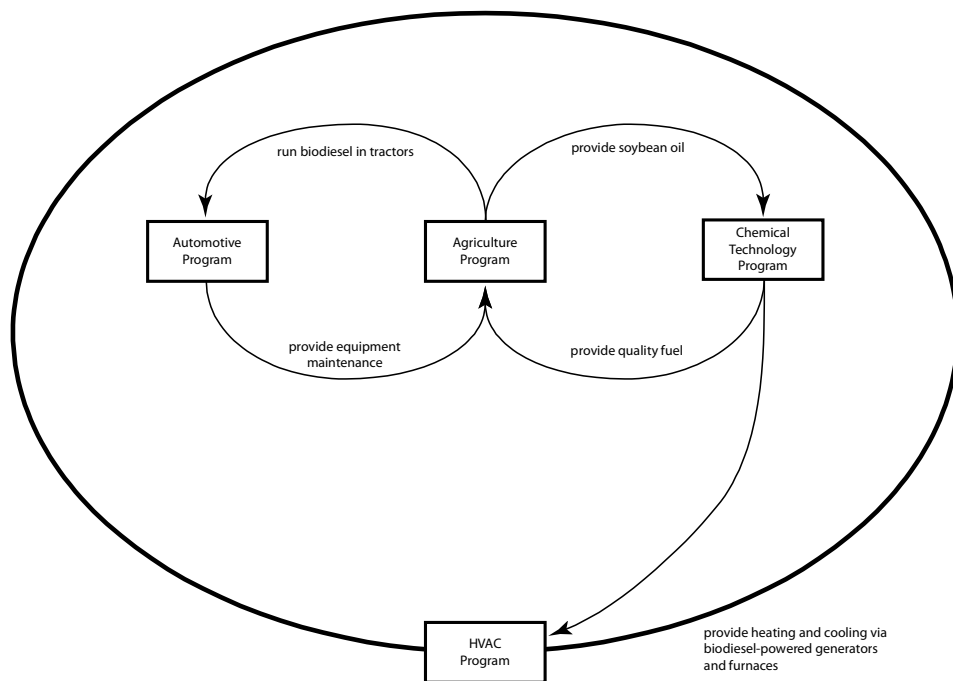 run biodiesel in tractors
provide soybean oil
Automotive
Program
Agriculture
Program
Chemical
Technology
Program
provide equipment
maintenance
provide quality fuel
HVAC
Program
provide heating and cooling via
biodiesel-powered generators
and furnaces